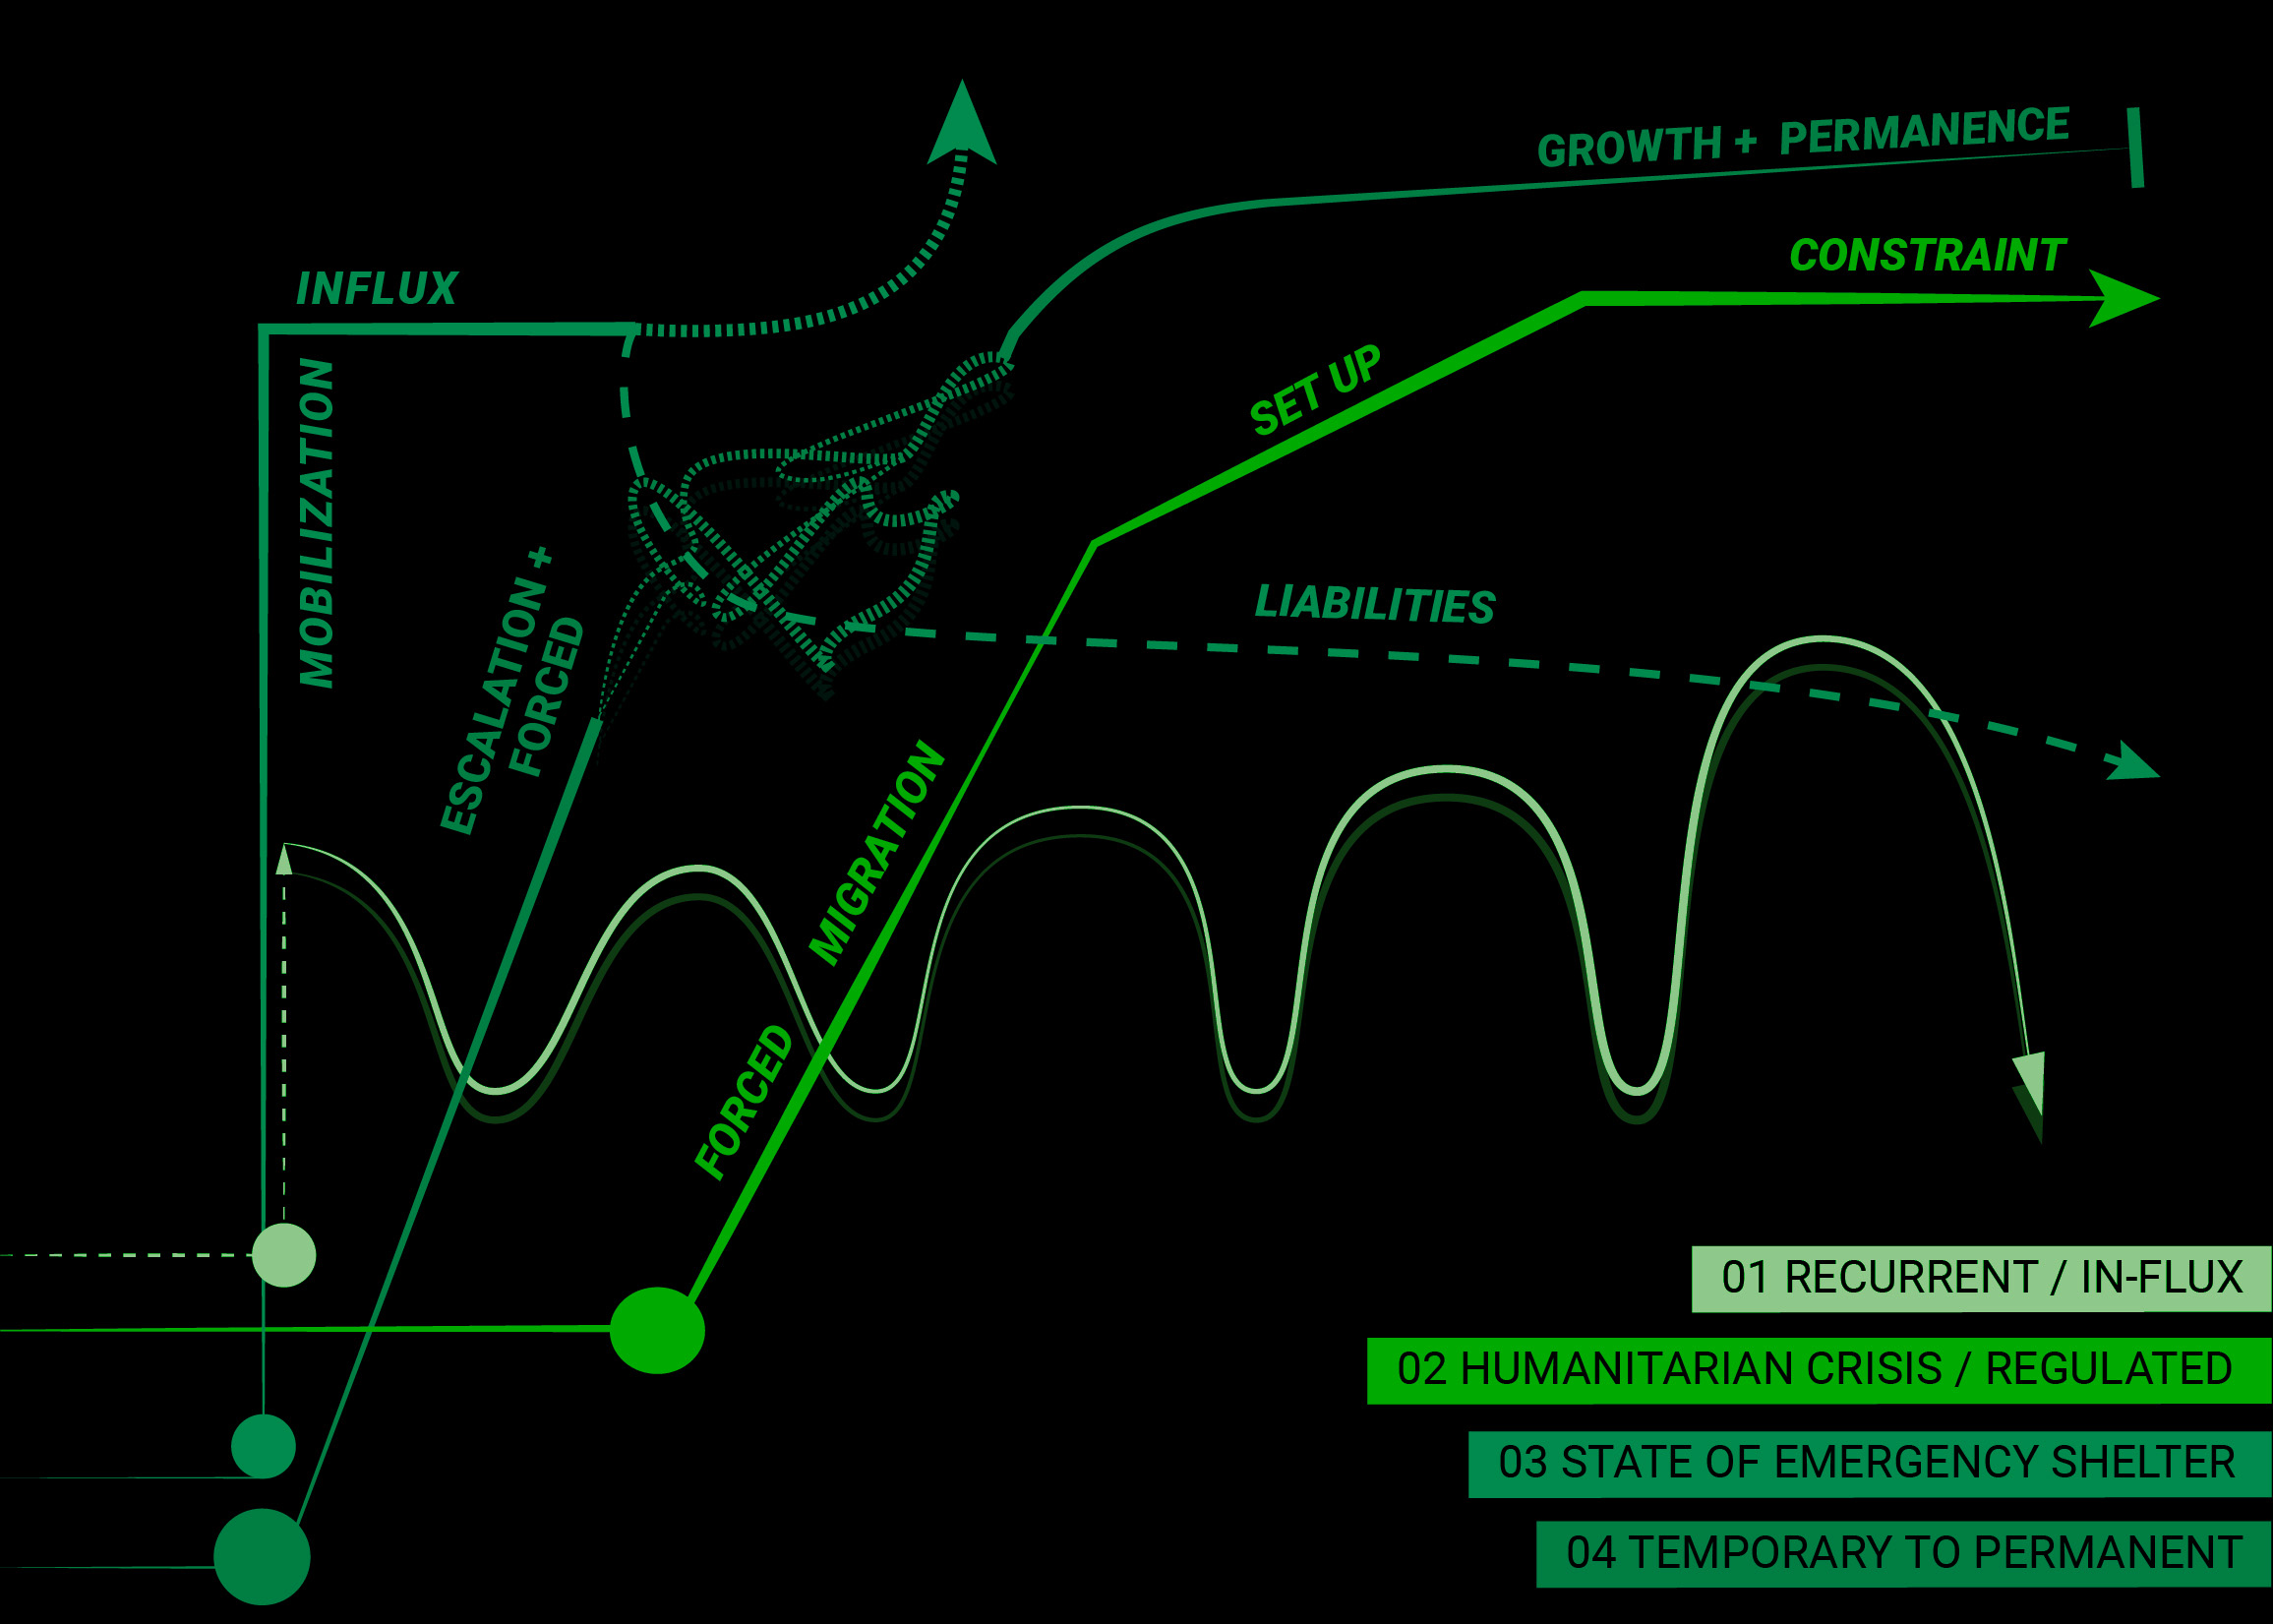 GROWTH + PERMANENCE
CONSTRAINT
INFLUX
MOBILIZATION
SET UP
ESCALATION +
FORCED
LIABILITIES
MIGRATION
FORCED
01 RECURRENT / IN-FLUX
02 HUMANITARIAN CRISIS / REGULATED
03 STATE OF EMERGENCY SHELTER
04 TEMPORARY TO PERMANENT